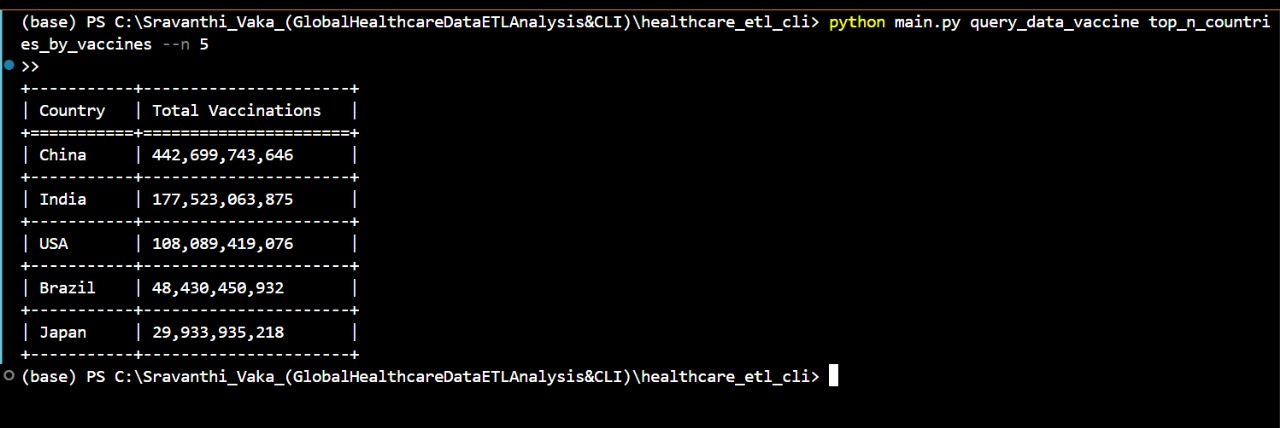 (base) PS C:\Sravanthi_Vaka_(GlobalHealthcareDataETLAnalysis&CLI)\healthcare_etl_cli> python main.py query_data_vaccine top_n_countri
es_by_vaccines --n 5
>>
+-----------+----------------------+
| Country   | Total Vaccinations   |
+===========+======================+
| China     | 442,699,743,646      |
+-----------+----------------------+
| India     | 177,523,063,875      |
+-----------+----------------------+
| USA       | 108,089,419,076      |
+-----------+----------------------+
| Brazil    | 48,430,450,932       |
+-----------+----------------------+
| Japan     | 29,933,935,218       |
+-----------+----------------------+
(base) PS C:\Sravanthi_Vaka_(GlobalHealthcareDataETLAnalysis&CLI)\healthcare_etl_cli>